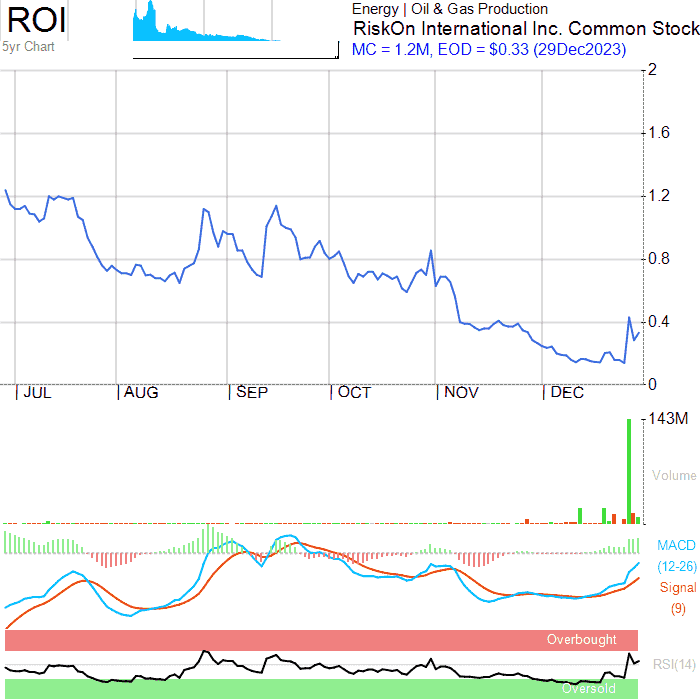 ROI
5yr Chart
Energy | Oil & Gas Production
RiskOn International Inc. Common Stock
MC = 1.2M, EOD = $0.33 (29Dec2023)
2
1.6
1.2
0.8
0.4
0
JUL
AUG
SEP
OCT
NOV
DEC
143M
Volume
MACD
(12-26)
Signal
(9)
Overbought
RSI(14)
Oversold